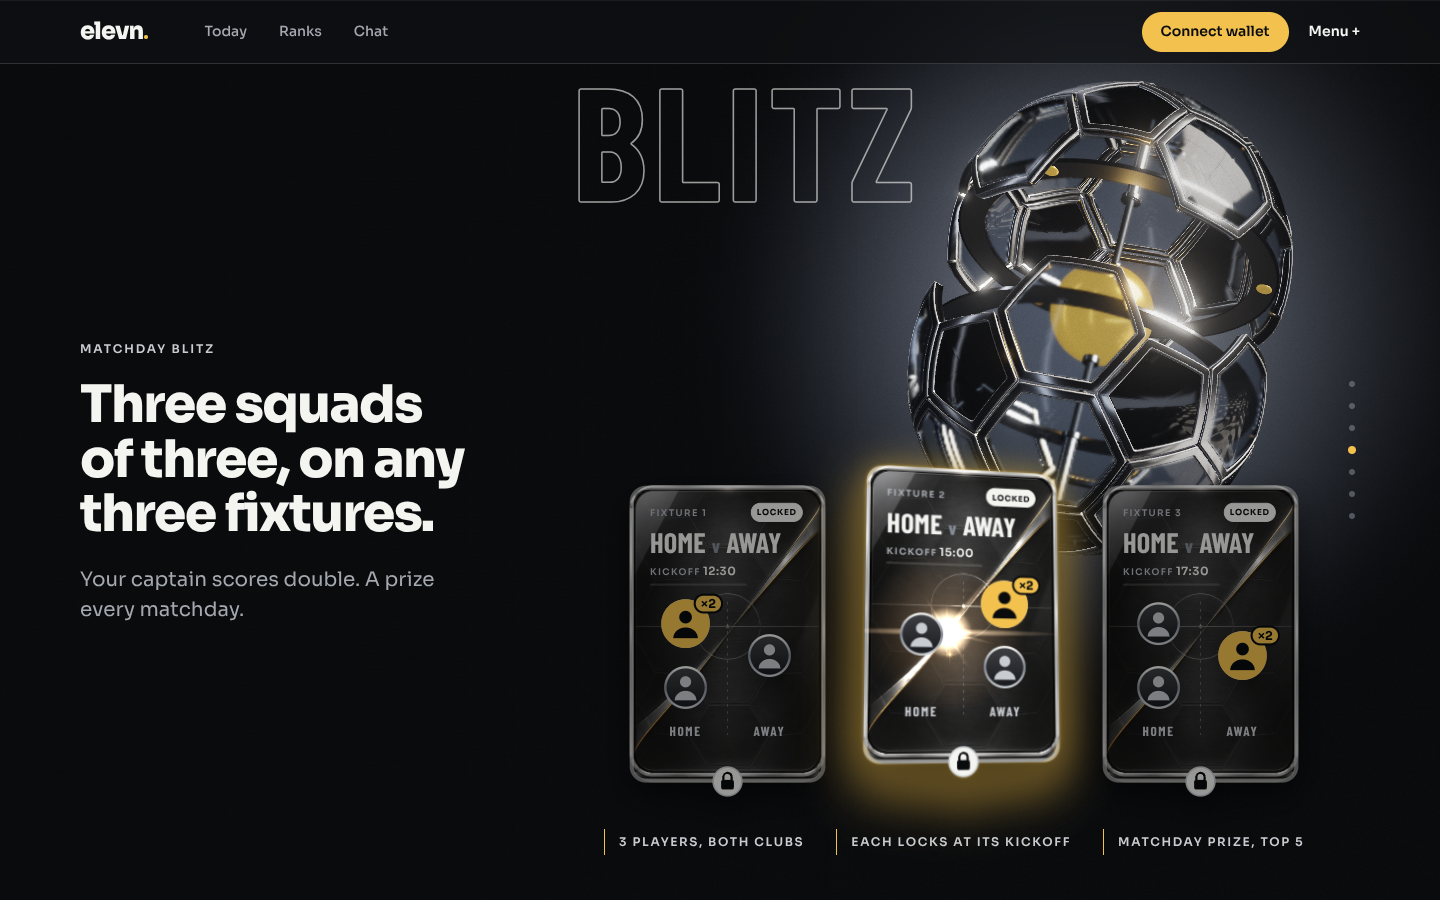 elevn.
Today
Ranks
Chat
Connect wallet
Menu +
BLITZ
MATCHDAY BLITZ
Three squads
of three, on any
three fixtures.
Your captain scores double. A prize
every matchday.
FIXTURE 1
LOCKED
HOME v AWAY
KICKOFF 12:30
×2
HOME
AWAY
FIXTURE 2
LOCKED
HOME v AWAY
KICKOFF 15:00
×2
HOME
AWAY
FIXTURE 3
LOCKED
HOME v AWAY
KICKOFF 17:30
×2
HOME
AWAY
3 PLAYERS, BOTH CLUBS
EACH LOCKS AT ITS KICKOFF
MATCHDAY PRIZE, TOP 5